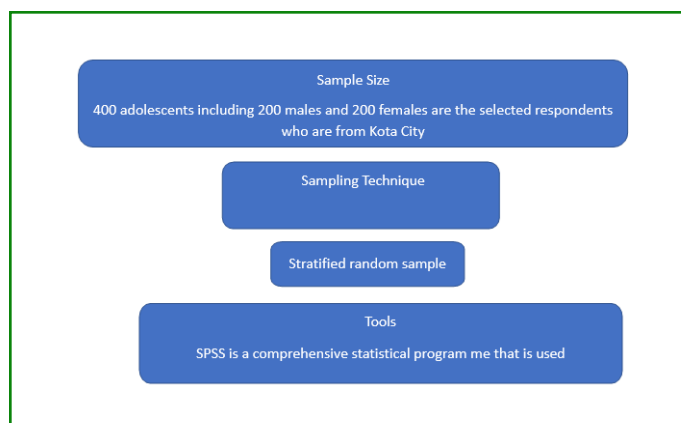 Sample Size
400 adolescents including 200 males and 200 females are the selected respondents
who are from Kota City
Sampling Technique
Stratified random sample
Tools
SPSS is a comprehensive statistical program me that is used